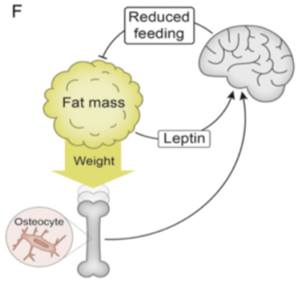 F
Reduced
feeding
Fat mass
Leptin
Weight
Osteocyte